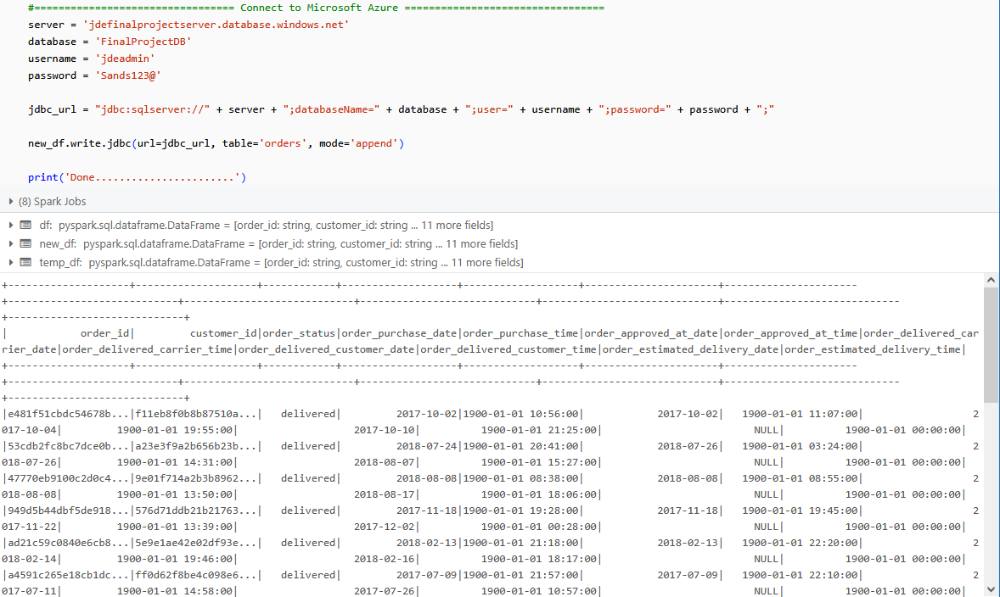 #================================= Connect to Microsoft Azure =================================
server = 'jdefinalprojectserver.database.windows.net'
database = 'FinalProjectDB'
username = 'jdeadmin'
password = 'Sands123@'
jdbc_url = "jdbc:sqlserver://" + server + ";databaseName=" + database + ";user=" + username + ";password=" + password + ";"
new_df.write.jdbc(url=jdbc_url, table='orders', mode='append')
print('Done.......................')
(8) Spark Jobs
df: pyspark.sql.dataframe.DataFrame = [order_id: string, customer_id: string ... 11 more fields]
new_df: pyspark.sql.dataframe.DataFrame = [order_id: string, customer_id: string ... 11 more fields]
temp_df: pyspark.sql.dataframe.DataFrame = [order_id: string, customer_id: string ... 11 more fields]
+--------------------+--------------------+------------+-------------------+-------------------+----------------------+----------------------
+----------------------------+----------------------------+-----------------------------+-----------------------------+-----------------------------
+-----------------------------+
|            order_id|         customer_id|order_status|order_purchase_date|order_purchase_time|order_approved_at_date|order_approved_at_time|order_delivered_car
rier_date|order_delivered_carrier_time|order_delivered_customer_date|order_delivered_customer_time|order_estimated_delivery_date|order_estimated_delivery_time|
+--------------------+--------------------+------------+-------------------+-------------------+----------------------+----------------------
+----------------------------+----------------------------+-----------------------------+-----------------------------+-----------------------------
+-----------------------------+
|e481f51cbdc54678b...|f11eb8f0b8b87510a...|   delivered|         2017-10-02|1900-01-01 10:56:00|            2017-10-02|   1900-01-01 11:07:00|                  2
017-10-04|         1900-01-01 19:55:00|                   2017-10-10|          1900-01-01 21:25:00|                         NULL|          1900-01-01 00:00:00|
|53cdb2fc8bc7dce0b...|a23e3f9a2b656b23b...|   delivered|         2018-07-24|1900-01-01 20:41:00|            2018-07-26|   1900-01-01 03:24:00|                  2
018-07-26|         1900-01-01 14:31:00|                   2018-08-07|          1900-01-01 15:27:00|                         NULL|          1900-01-01 00:00:00|
|47770eb9100c2d0c4...|9e01f714a2b3b8962...|   delivered|         2018-08-08|1900-01-01 08:38:00|            2018-08-08|   1900-01-01 08:55:00|                  2
018-08-08|         1900-01-01 13:50:00|                   2018-08-17|          1900-01-01 18:06:00|                         NULL|          1900-01-01 00:00:00|
|949d5b44dbf5de918...|576d71ddb21b21763...|   delivered|         2017-11-18|1900-01-01 19:28:00|            2017-11-18|   1900-01-01 19:45:00|                  2
017-11-22|         1900-01-01 13:39:00|                   2017-12-02|          1900-01-01 00:28:00|                         NULL|          1900-01-01 00:00:00|
|ad21c59c0840e6cb8...|5e9e1ae42e02df93e...|   delivered|         2018-02-13|1900-01-01 21:18:00|            2018-02-13|   1900-01-01 22:20:00|                  2
018-02-14|         1900-01-01 19:46:00|                   2018-02-16|          1900-01-01 18:17:00|                         NULL|          1900-01-01 00:00:00|
|a4591c265e18cb1dc...|ff0d62f8be4c098e6...|   delivered|         2017-07-09|1900-01-01 21:57:00|            2017-07-09|   1900-01-01 22:10:00|                  2
017-07-11|         1900-01-01 14:58:00|                   2017-07-26|          1900-01-01 10:57:00|                         NULL|          1900-01-01 00:00:00|